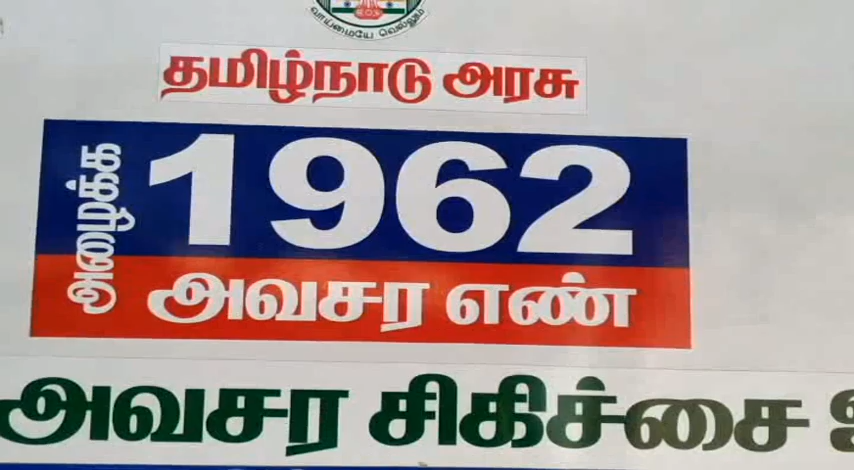 வாய்மையே வெல்லும்
தமிழ்நாடு அரசு
அழைக்க
1962
அவசர எண்
அவசர சிகிச்சை